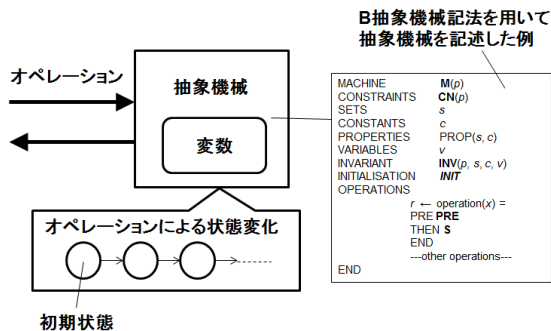 B抽象機械記法を用いて
抽象機械を記述した例
オペレーション
抽象機械
変数
MACHINE M(p)
CONSTRAINTS CN(p)
SETS s
CONSTANTS c
PROPERTIES PROP(s, c)
VARIABLES v
INVARIANT INV(p, s, c, v)
INITIALISATION INIT
OPERATIONS
r ← operation(x) =
PRE PRE
THEN S
END
---other operations---
END
オペレーションによる状態変化
初期状態